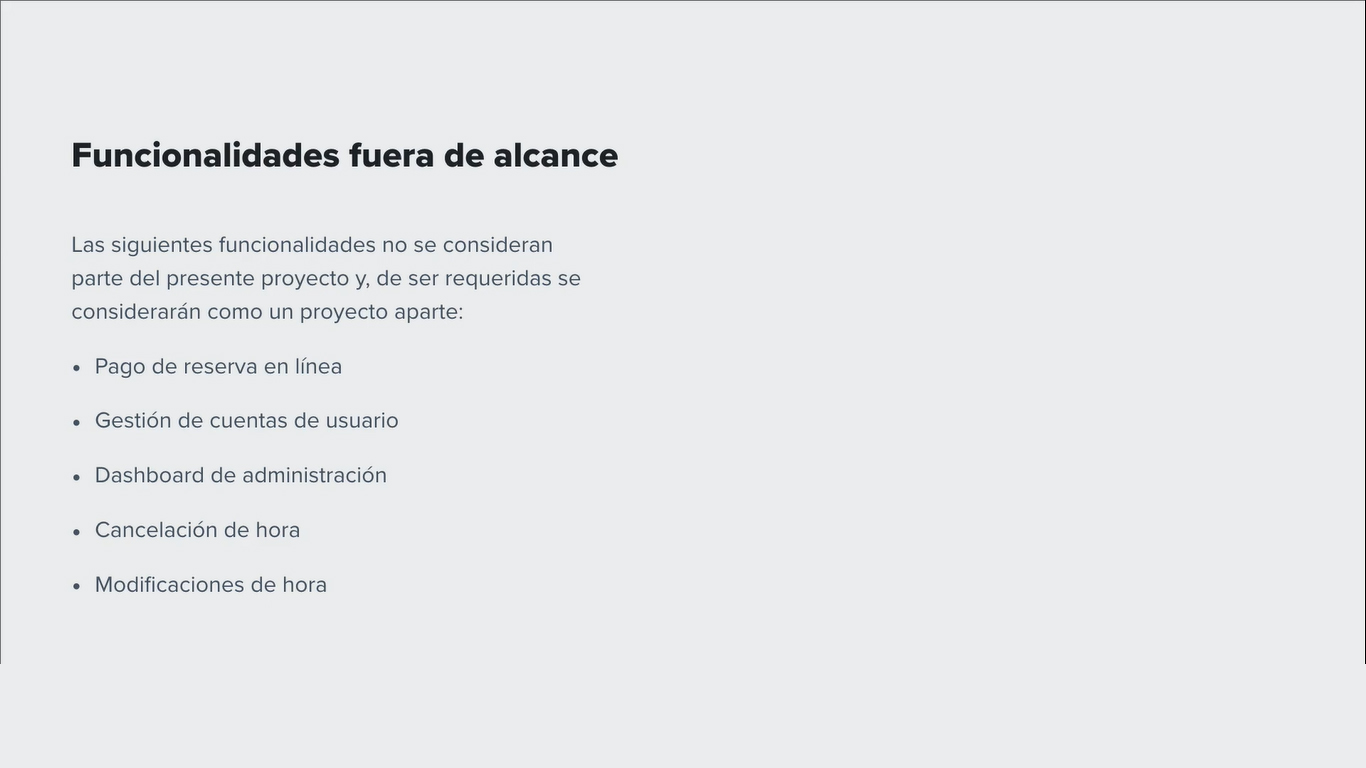 Funcionalidades fuera de alcance
Las siguientes funcionalidades no se consideran
parte del presente proyecto y, de ser requeridas se
considerarán como un proyecto aparte:
• Pago de reserva en línea
• Gestión de cuentas de usuario
• Dashboard de administración
• Cancelación de hora
• Modificaciones de hora